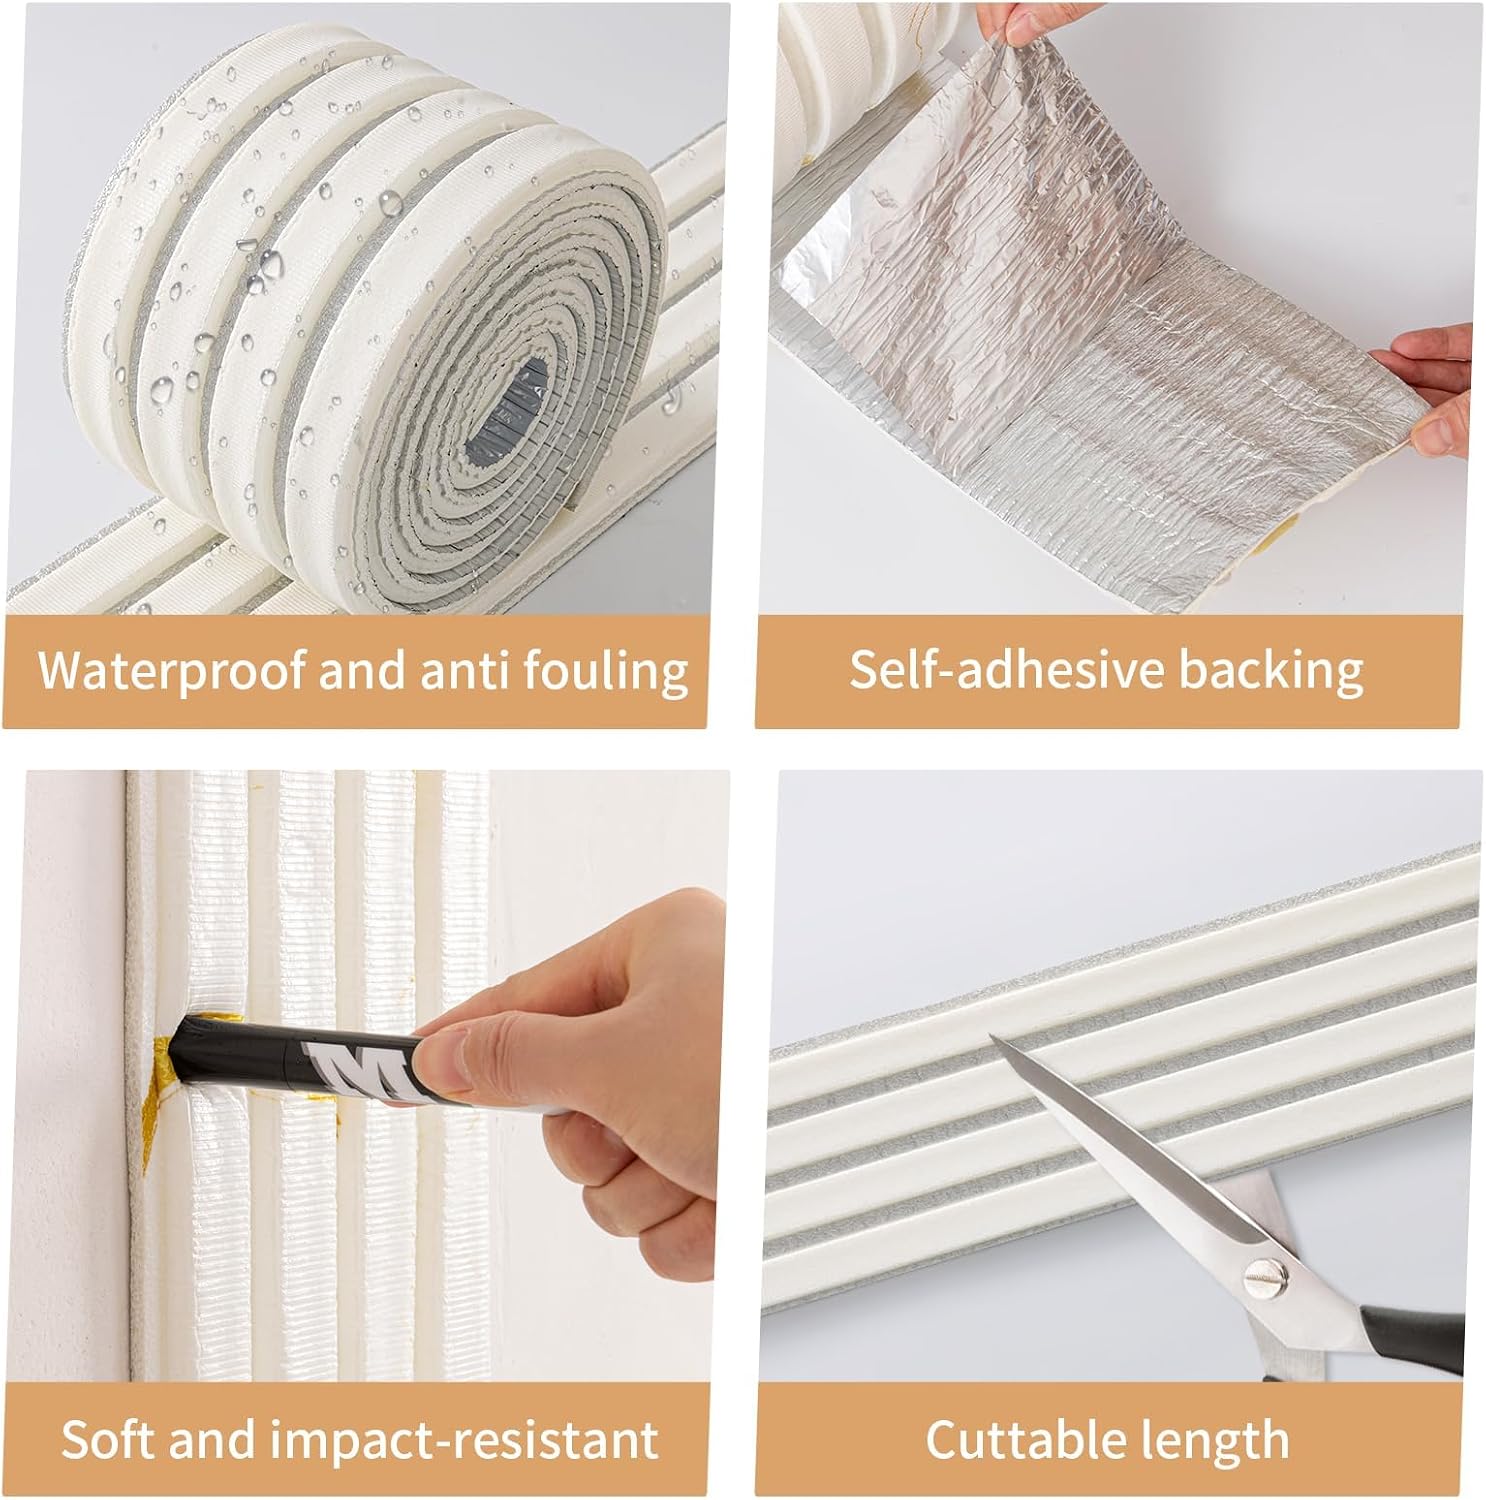 Waterproof and anti fouling
Self-adhesive backing
M
Soft and impact-resistant
Cuttable length